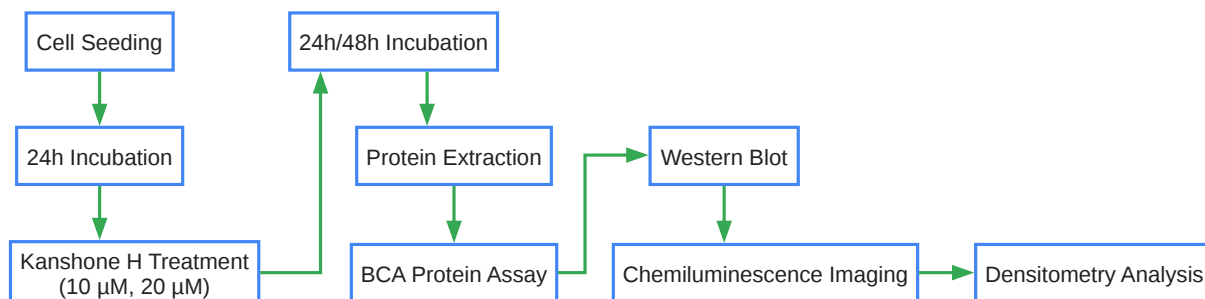 Cell Seeding
24h Incubation
Kanshone H Treatment
(10 µM, 20 µM)
24h/48h Incubation
Protein Extraction
BCA Protein Assay
Western Blot
Chemiluminescence Imaging
Densitometry Analysis